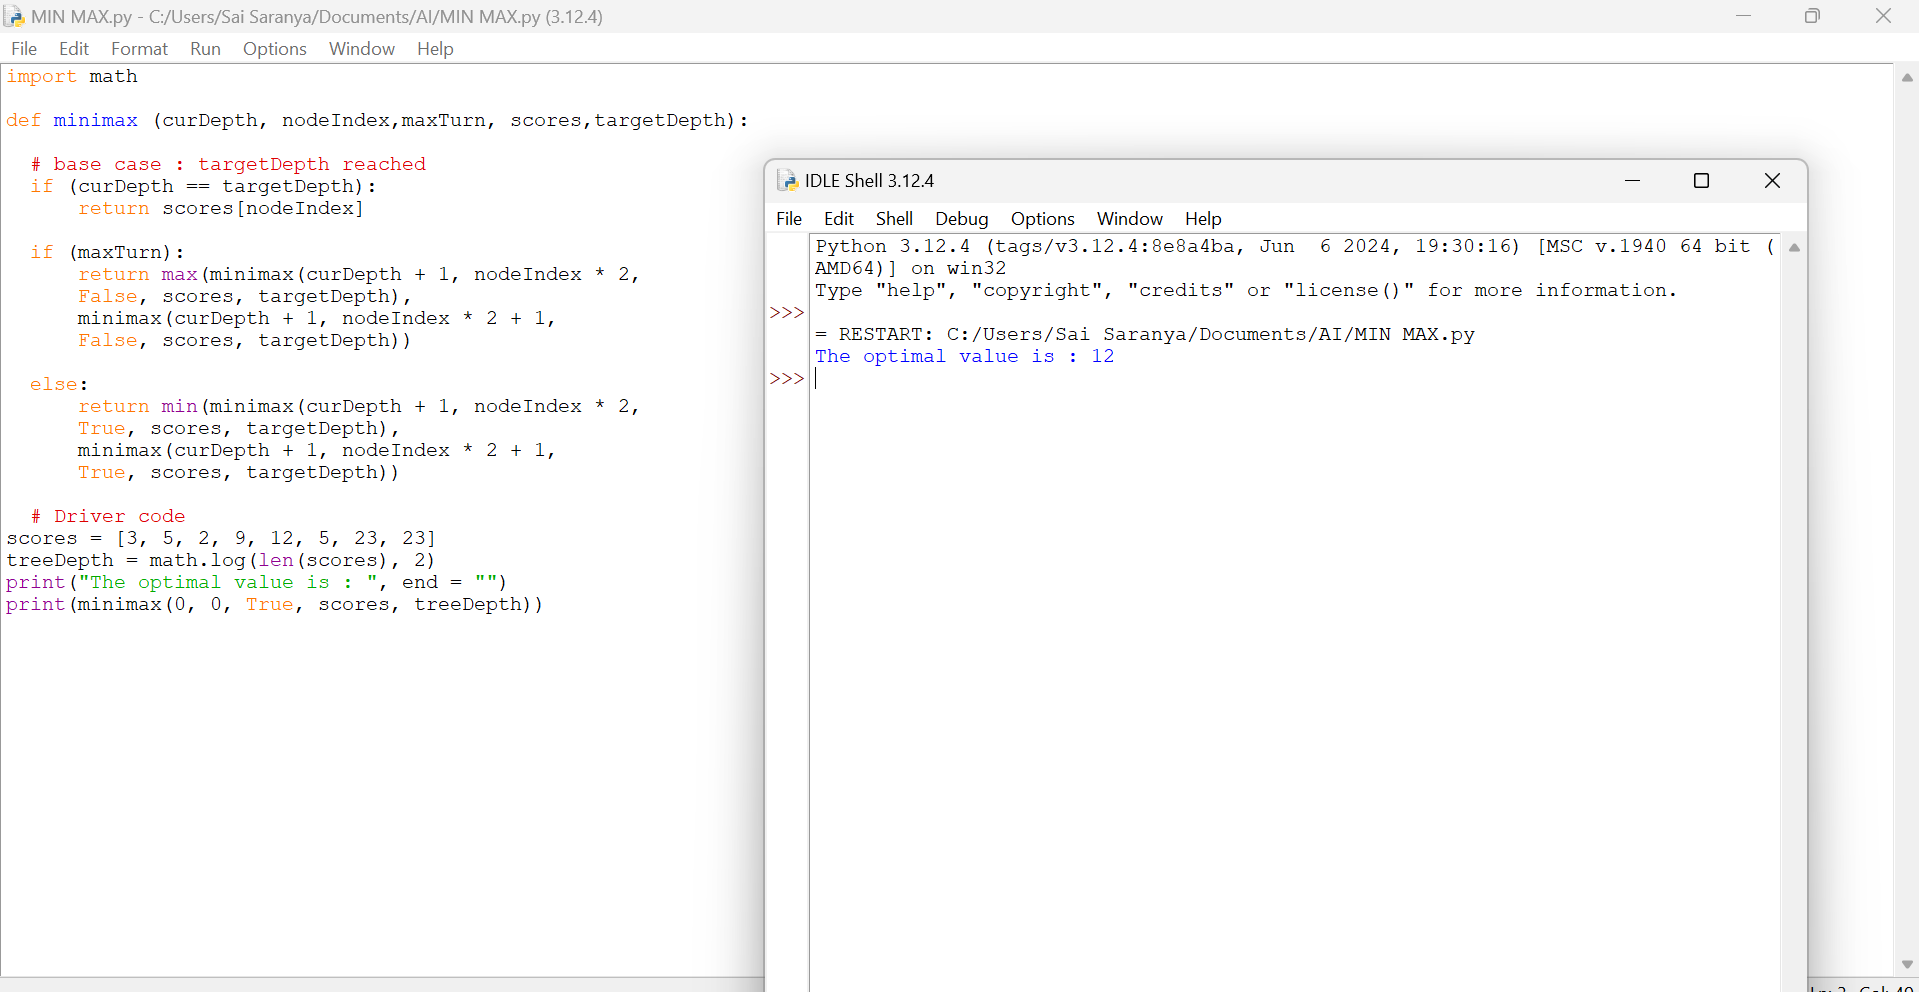 MIN MAX.py - C:/Users/Sai Saranya/Documents/AI/MIN MAX.py (3.12.4)
File Edit Format Run Options Window Help
import math
def minimax (curDepth, nodeIndex,maxTurn, scores,targetDepth):
  # base case : targetDepth reached
  if (curDepth == targetDepth):
      return scores[nodeIndex]
  if (maxTurn):
      return max(minimax(curDepth + 1, nodeIndex * 2,
      False, scores, targetDepth),
      minimax(curDepth + 1, nodeIndex * 2 + 1,
      False, scores, targetDepth))
  else:
      return min(minimax(curDepth + 1, nodeIndex * 2,
      True, scores, targetDepth),
      minimax(curDepth + 1, nodeIndex * 2 + 1,
      True, scores, targetDepth))
  # Driver code
scores = [3, 5, 2, 9, 12, 5, 23, 23]
treeDepth = math.log(len(scores), 2)
print("The optimal value is : ", end = "")
print(minimax(0, 0, True, scores, treeDepth))
IDLE Shell 3.12.4
File Edit Shell Debug Options Window Help
Python 3.12.4 (tags/v3.12.4:8e8a4ba, Jun  6 2024, 19:30:16) [MSC v.1940 64 bit (
AMD64)] on win32
Type "help", "copyright", "credits" or "license()" for more information.
>>>
= RESTART: C:/Users/Sai Saranya/Documents/AI/MIN MAX.py
The optimal value is : 12
>>>